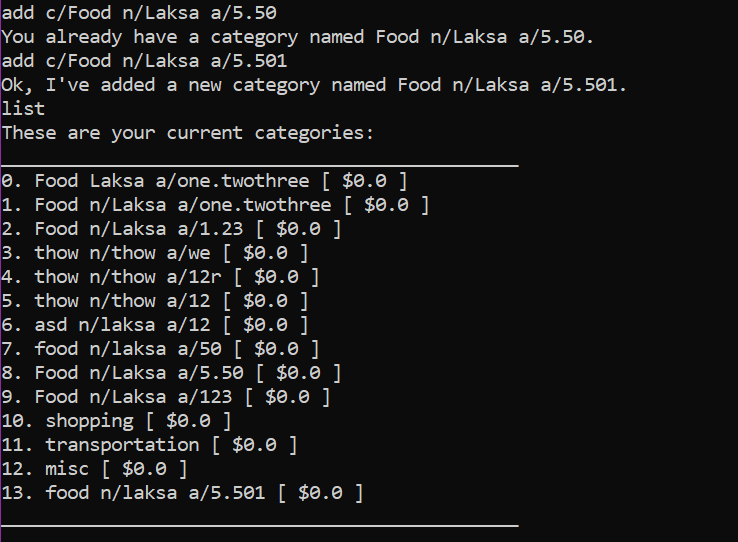 add c/Food n/Laksa a/5.50
You already have a category named Food n/Laksa a/5.50.
add c/Food n/Laksa a/5.501
Ok, I've added a new category named Food n/Laksa a/5.501.
list
These are your current categories:
0. Food Laksa a/one.twothree [ $0.0 ]
1. Food n/Laksa a/one.twothree [ $0.0 ]
2. Food n/Laksa a/1.23 [ $0.0 ]
3. thow n/thow a/we [ $0.0 ]
4. thow n/thow a/12r [ $0.0 ]
5. thow n/thow a/12 [ $0.0 ]
6. asd n/laksa a/12 [ $0.0 ]
7. food n/laksa a/50 [ $0.0 ]
8. Food n/Laksa a/5.50 [ $0.0 ]
9. Food n/Laksa a/123 [ $0.0 ]
10. shopping [ $0.0 ]
11. transportation [ $0.0 ]
12. misc [ $0.0 ]
13. food n/laksa a/5.501 [ $0.0 ]